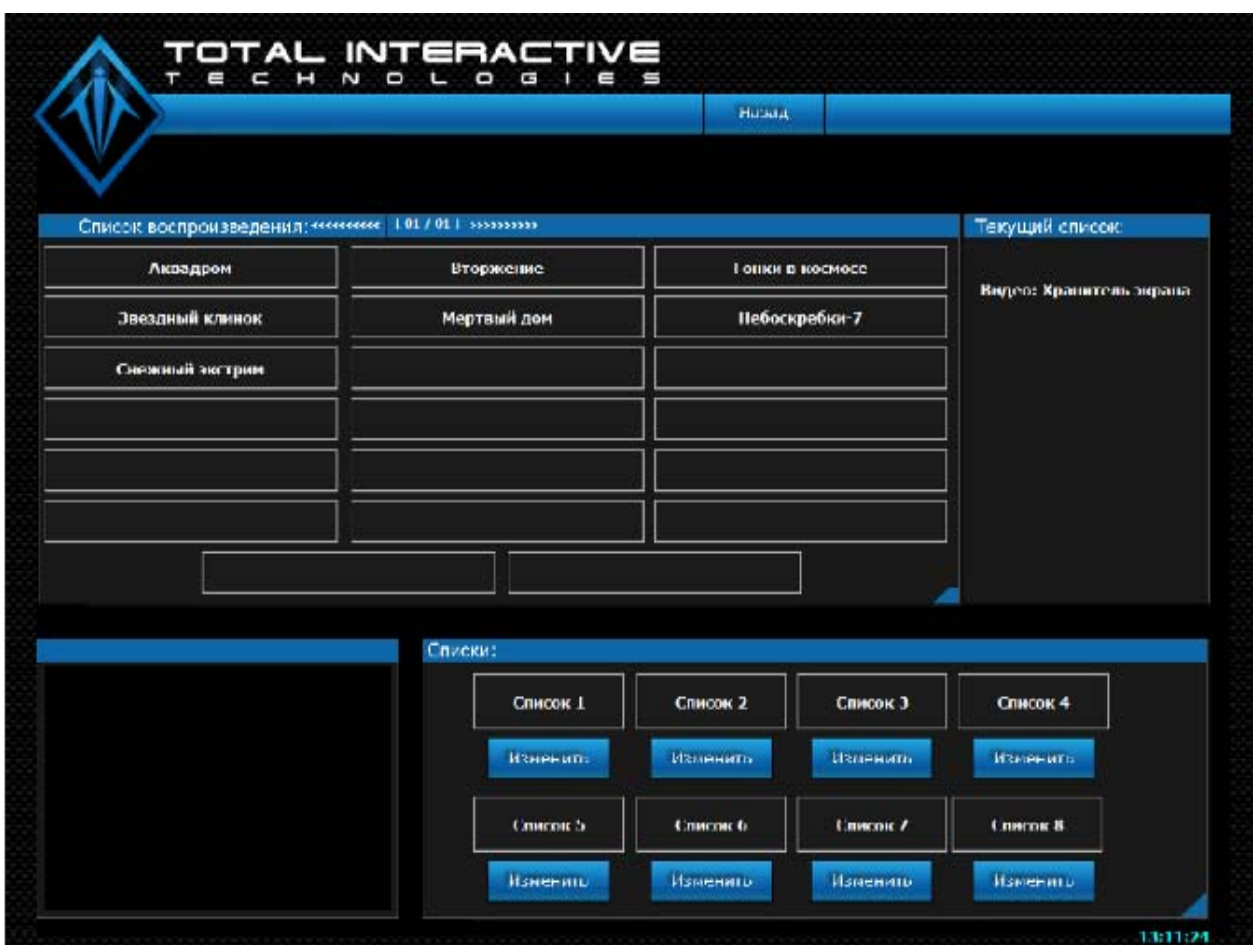 TOTAL INTERACTIVE
TECHNOLOGIES
Назад
Список воспроизведения: <<<<<<<<<< [ 01 / 01 ] >>>>>>>>>>
Текущий список:
Аквадром Вторжение Гонки в космосе
Видео: Хранитель экрана
Звездный клинок Мертвый дом Небоскребки-7
Снежный экстрим
Списки:
Список 1 Список 2 Список 3 Список 4
Изменить Изменить Изменить Изменить
Список 5 Список 6 Список 7 Список 8
Изменить Изменить Изменить Изменить
13:11:24